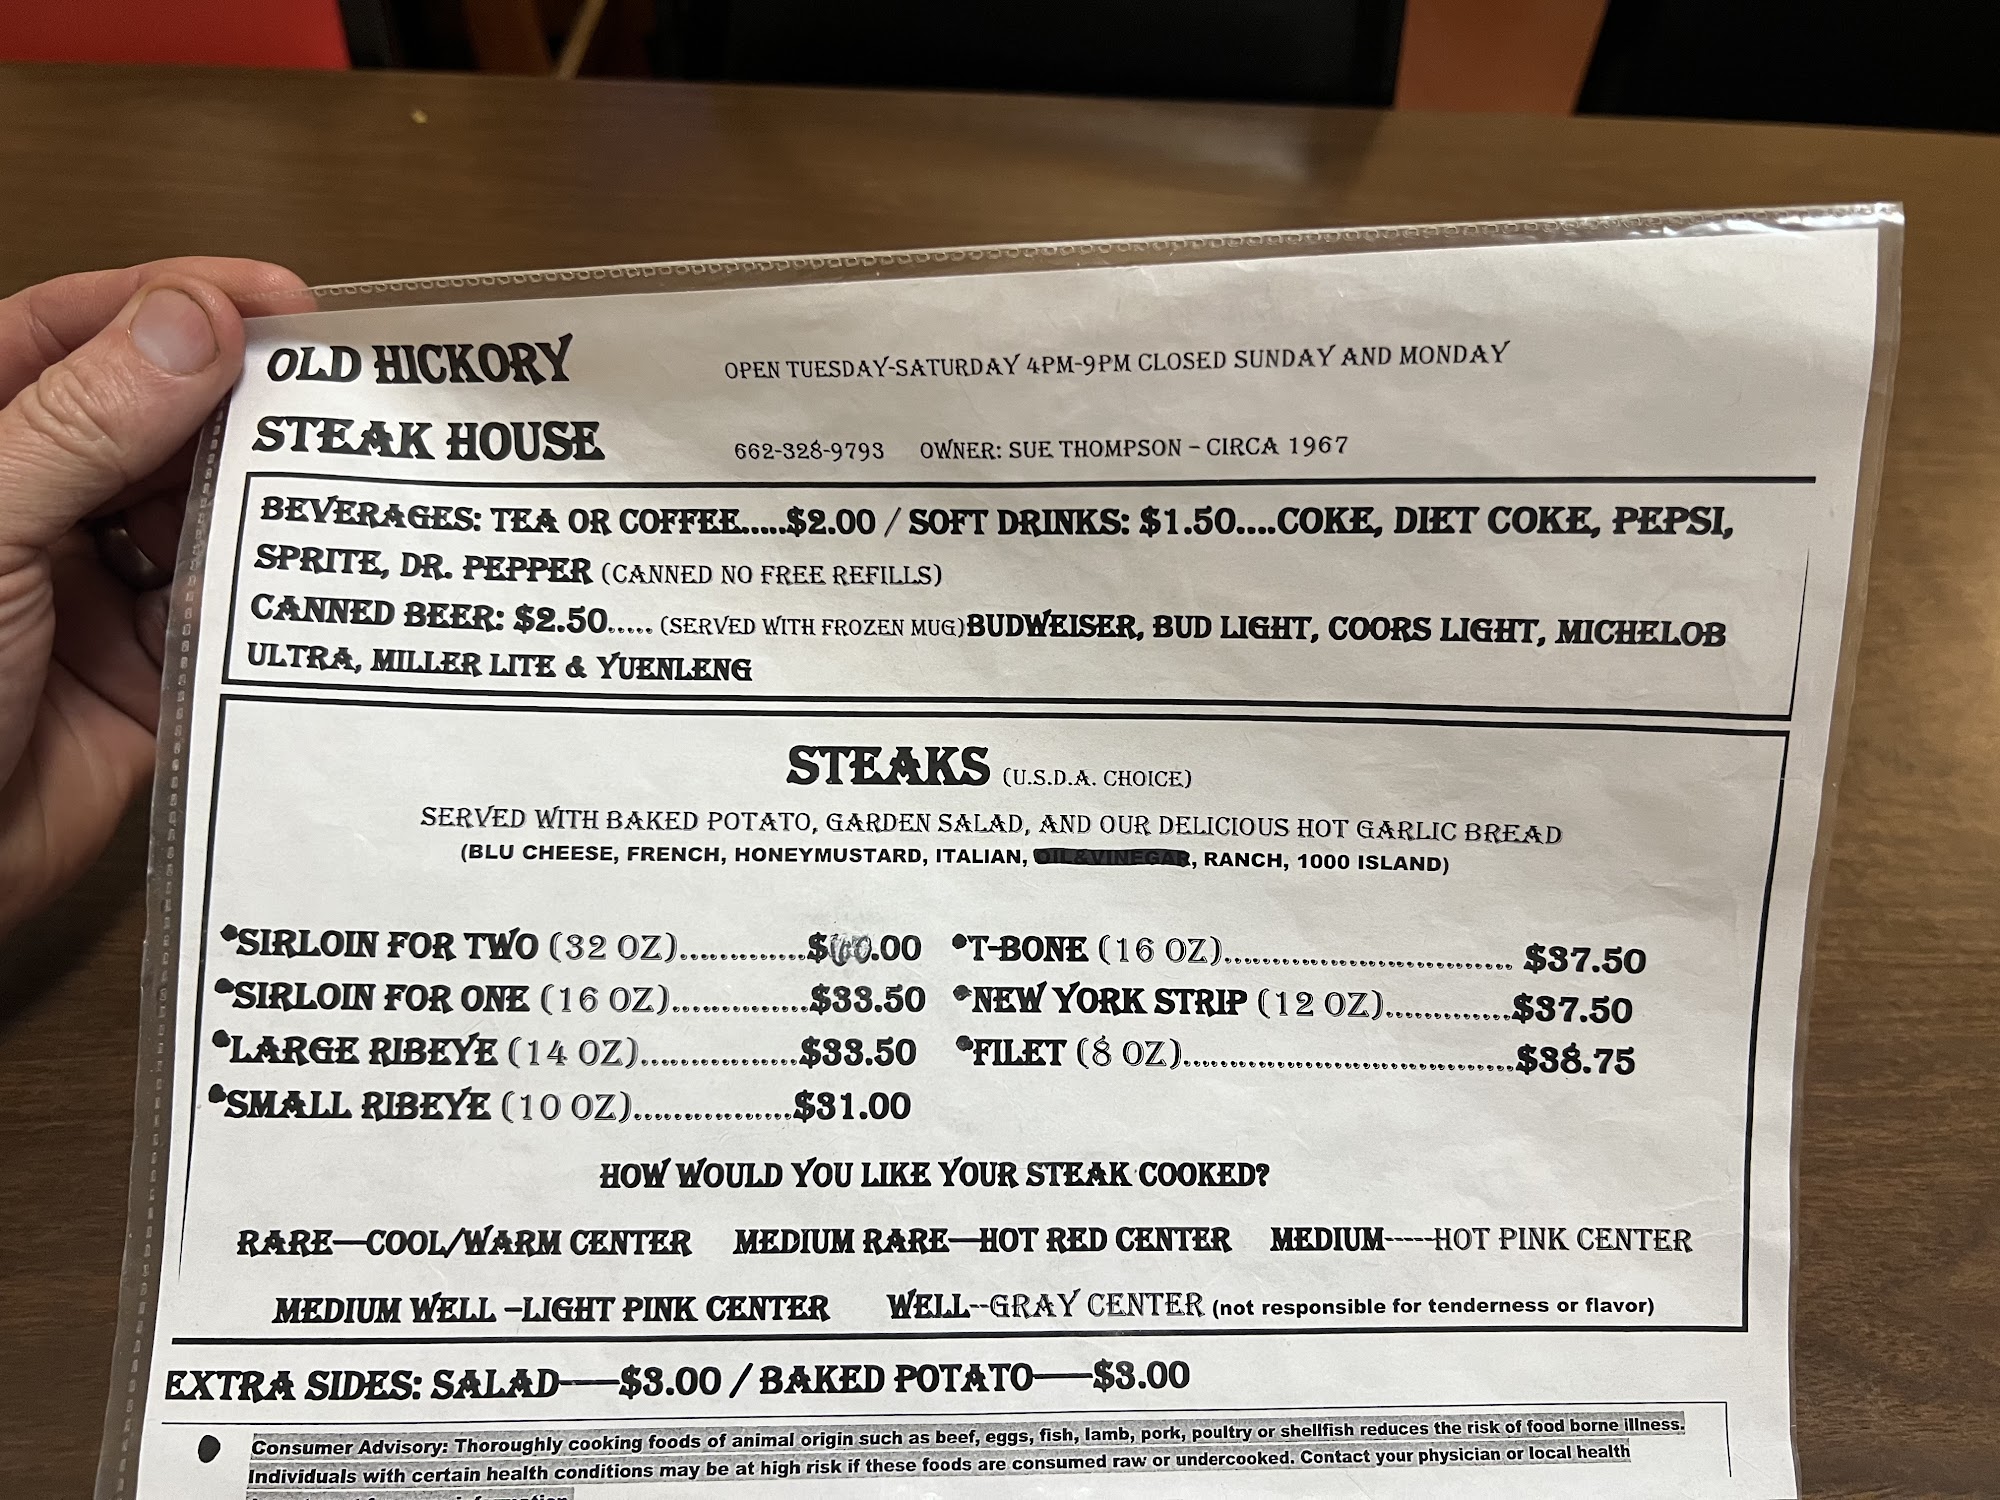 OLD HICKORY
STEAK HOUSE
OPEN TUESDAY-SATURDAY 4PM-9PM CLOSED SUNDAY AND MONDAY
662-328-9793 OWNER: SUE THOMPSON – CIRCA 1967
BEVERAGES: TEA OR COFFEE.....$2.00 / SOFT DRINKS: $1.50....COKE, DIET COKE, PEPSI,
SPRITE, DR. PEPPER (CANNED NO FREE REFILLS)
CANNED BEER: $2.50..... (SERVED WITH FROZEN MUG)BUDWEISER, BUD LIGHT, COORS LIGHT, MICHELOB
ULTRA, MILLER LITE & YUENLENG
STEAKS (U.S.D.A. CHOICE)
SERVED WITH BAKED POTATO, GARDEN SALAD, AND OUR DELICIOUS HOT GARLIC BREAD
(BLU CHEESE, FRENCH, HONEYMUSTARD, ITALIAN, OIL&VINEGAR, RANCH, 1000 ISLAND)
•SIRLOIN FOR TWO (32 OZ).............
•T-BONE (16 OZ).............................. $37.50
•SIRLOIN FOR ONE (16 OZ)..............$33.50
•NEW YORK STRIP (12 OZ).............$37.50
•LARGE RIBEYE (14 OZ)................$33.50
•FILET (8 OZ)..................................$38.75
•SMALL RIBEYE (10 OZ)................$31.00
HOW WOULD YOU LIKE YOUR STEAK COOKED?
RARE—COOL/WARM CENTER MEDIUM RARE—HOT RED CENTER MEDIUM-----HOT PINK CENTER
MEDIUM WELL –LIGHT PINK CENTER WELL--GRAY CENTER (not responsible for tenderness or flavor)
EXTRA SIDES: SALAD——$3.00 / BAKED POTATO——$3.00
• Consumer Advisory: Thoroughly cooking foods of animal origin such as beef, eggs, fish, lamb, pork, poultry or shellfish reduces the risk of food borne illness.
Individuals with certain health conditions may be at high risk if these foods are consumed raw or undercooked. Contact your physician or local health